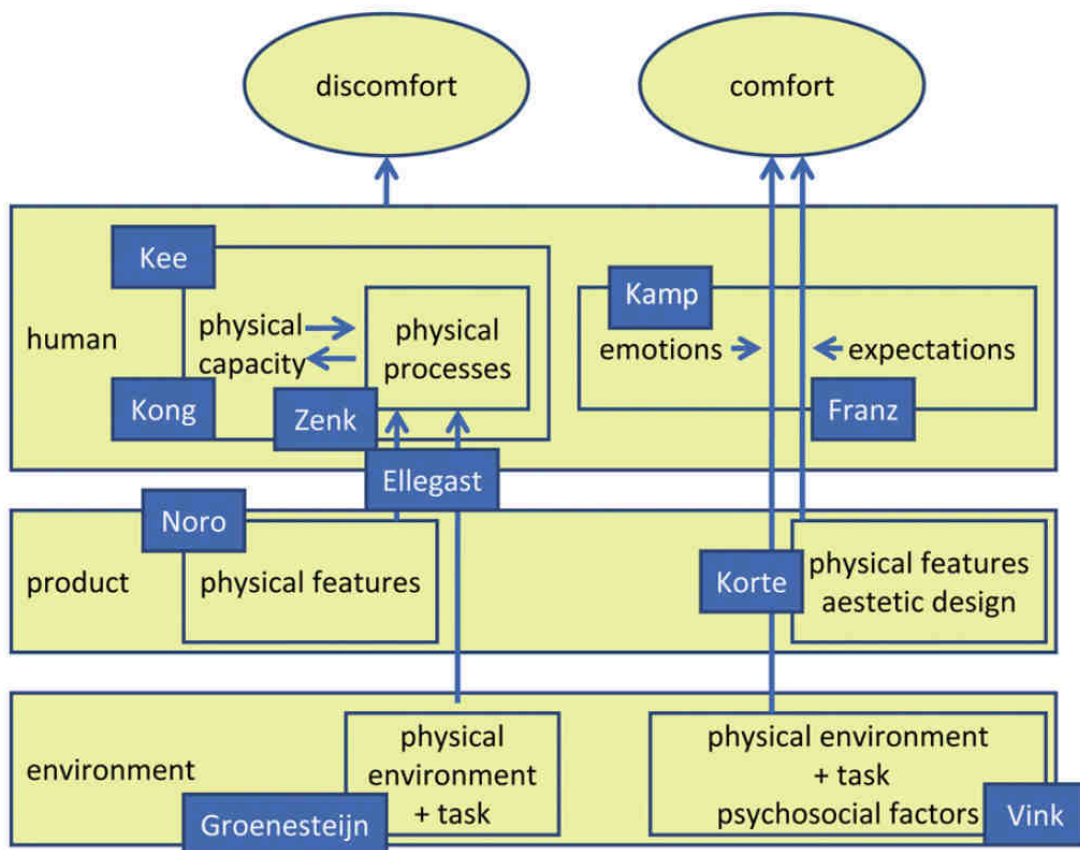 discomfort
comfort
human
Kee
physical
capacity
Kong
Zenk
physical
processes
Ellegast
Kamp
emotions
expectations
Franz
product
Noro
physical features
Korte
physical features
aestetic design
environment
physical
environment
+ task
Groenesteijn
physical environment
+ task
psychosocial factors
Vink